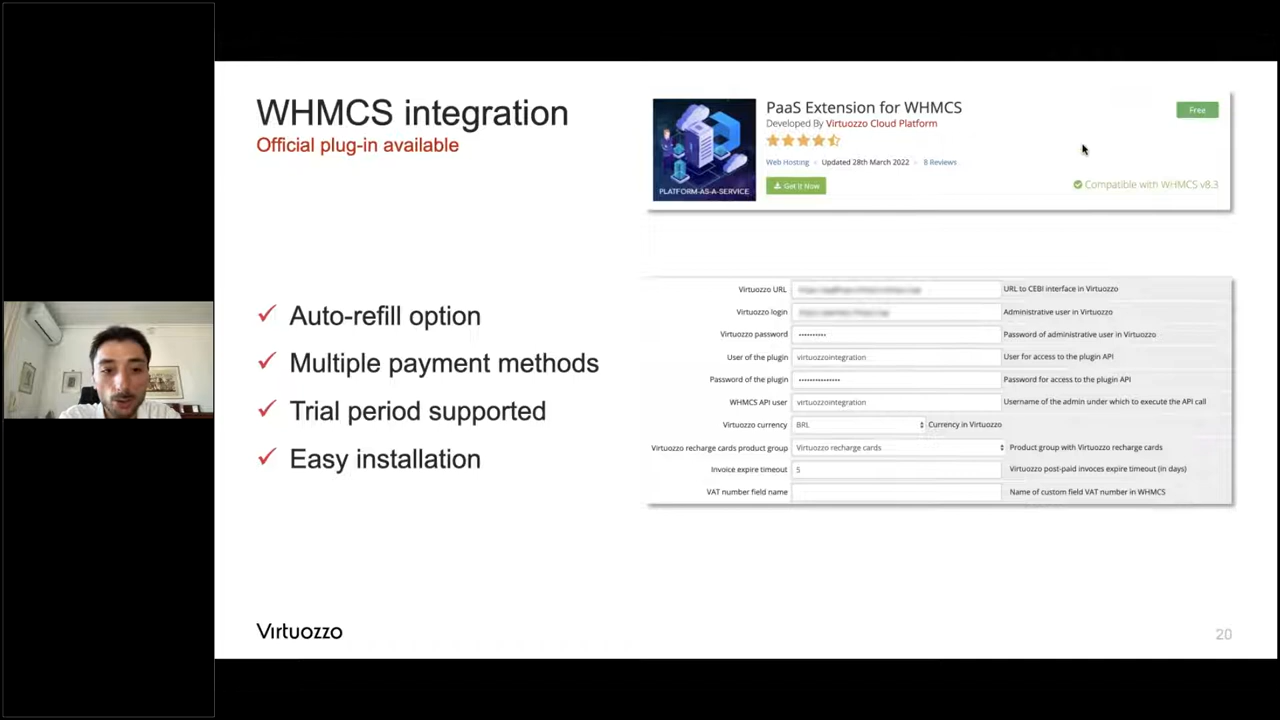 WHMCS integration
Official plug-in available
Auto-refill option
Multiple payment methods
Trial period supported
Easy installation
PLATFORM-AS-A-SERVICE
PaaS Extension for WHMCS
Developed By Virtuozzo Cloud Platform
Free
Web Hosting Updated 28th March 2022 8 Reviews
Get It Now
Compatible with WHMCS v8.3
Virtuozzo URL URL to CEBI interface in Virtuozzo
Virtuozzo login Administrative user in Virtuozzo
Virtuozzo password Password of administrative user in Virtuozzo
User of the plugin virtuozzointegration User for access to the plugin API
Password of the plugin Password for access to the plugin API
WHMCS API user virtuozzointegration Username of the admin under which to execute the API call
Virtuozzo currency BRL Currency in Virtuozzo
Virtuozzo recharge cards product group Virtuozzo recharge cards Product group with Virtuozzo recharge cards
Invoice expire timeout 5 Virtuozzo post-paid invoces expire timeout (in days)
VAT number field name Name of custom field VAT number in WHMCS
Virtuozzo
20